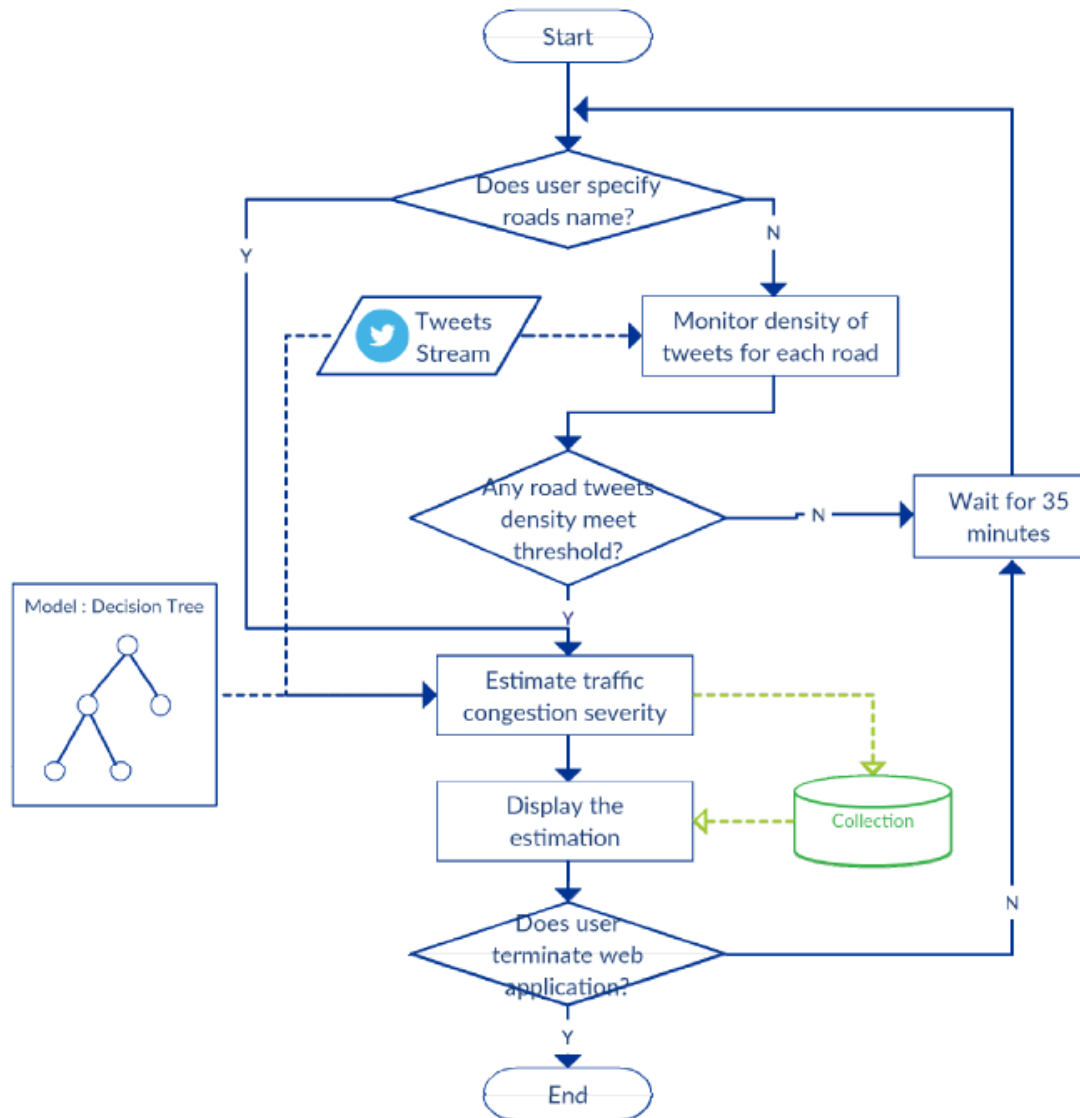 Start
Does user specify
roads name?
Y
N
Tweets
Stream
Monitor density of
tweets for each road
Any road tweets
density meet
threshold?
N
Wait for 35
minutes
Y
Model : Decision Tree
Estimate traffic
congestion severity
Display the
estimation
Collection
Does user
terminate web
application?
N
Y
End